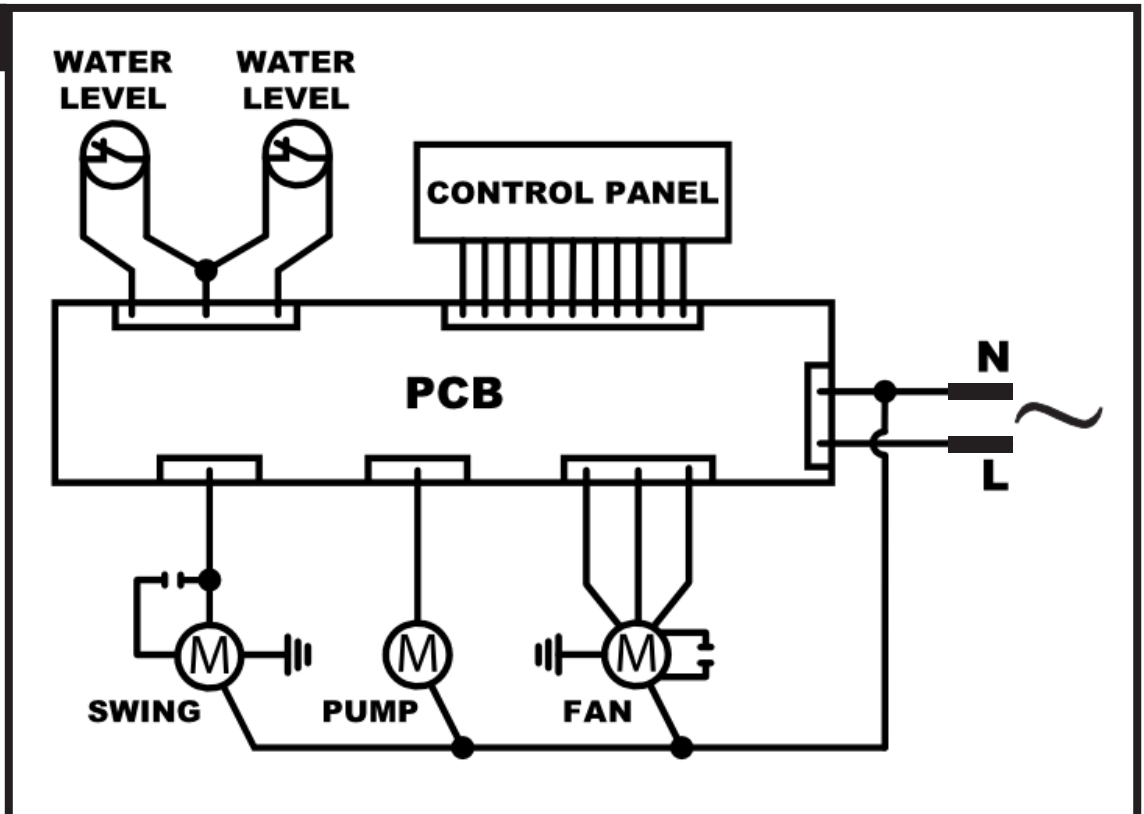 WATER
LEVEL
WATER
LEVEL
CONTROL PANEL
PCB
N
L
M
M
M
SWING
PUMP
FAN